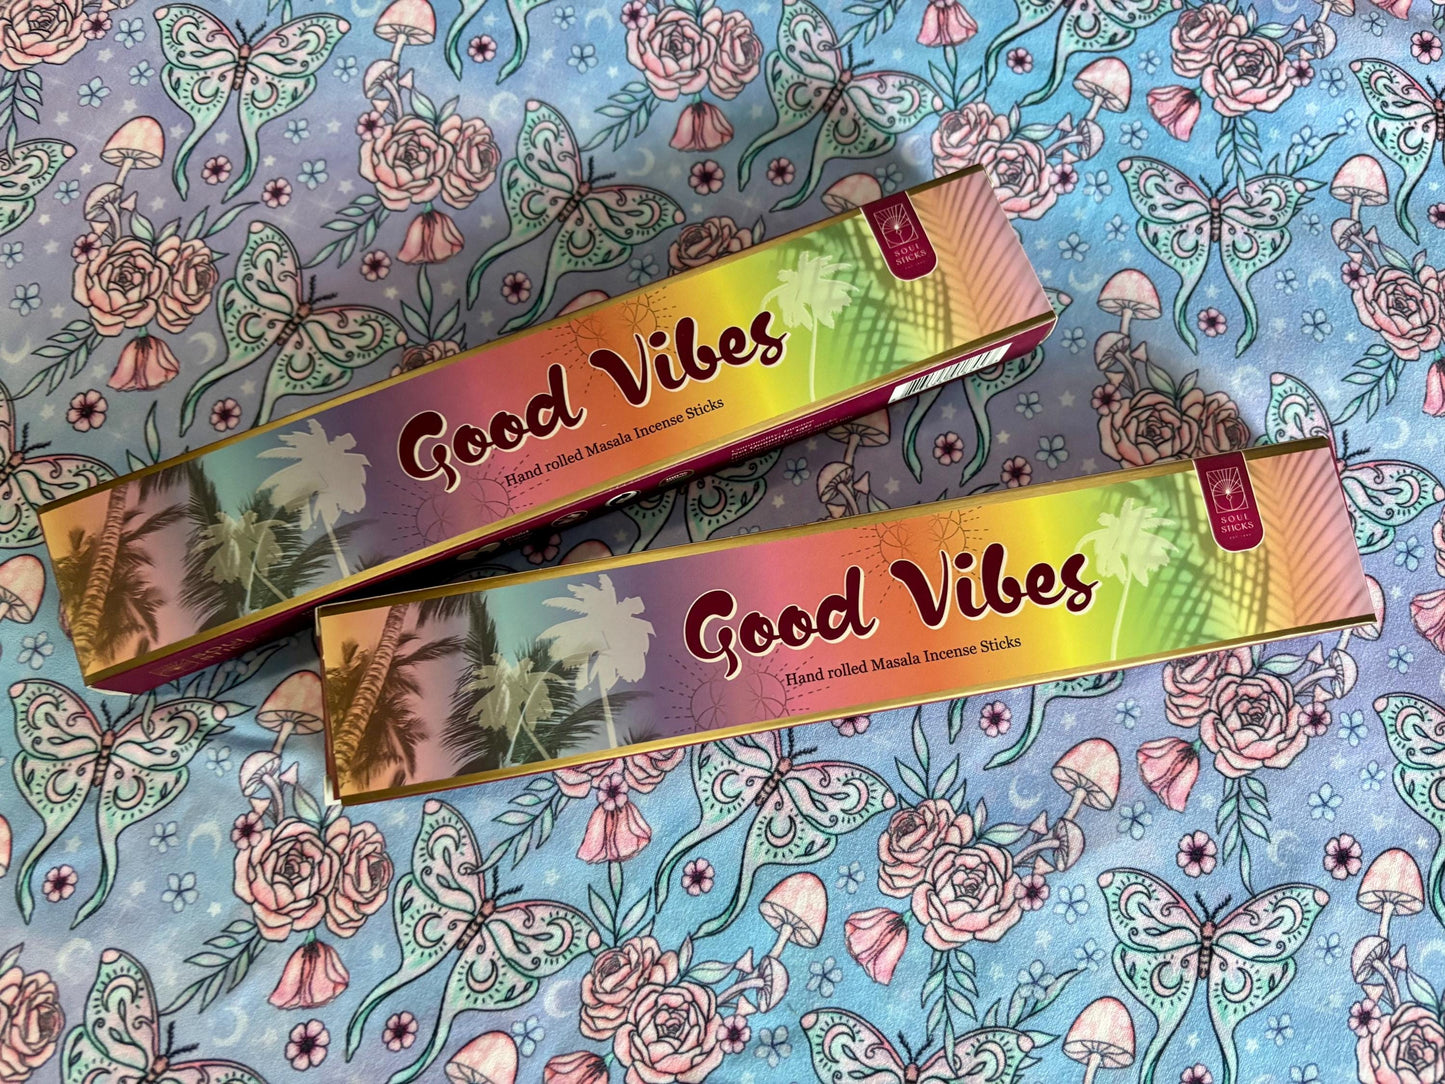 SOUL
STICKS
Good Vibes
Hand rolled Masala Incense Sticks
SOUL
STICKS
Good Vibes
Hand rolled Masala Incense Sticks